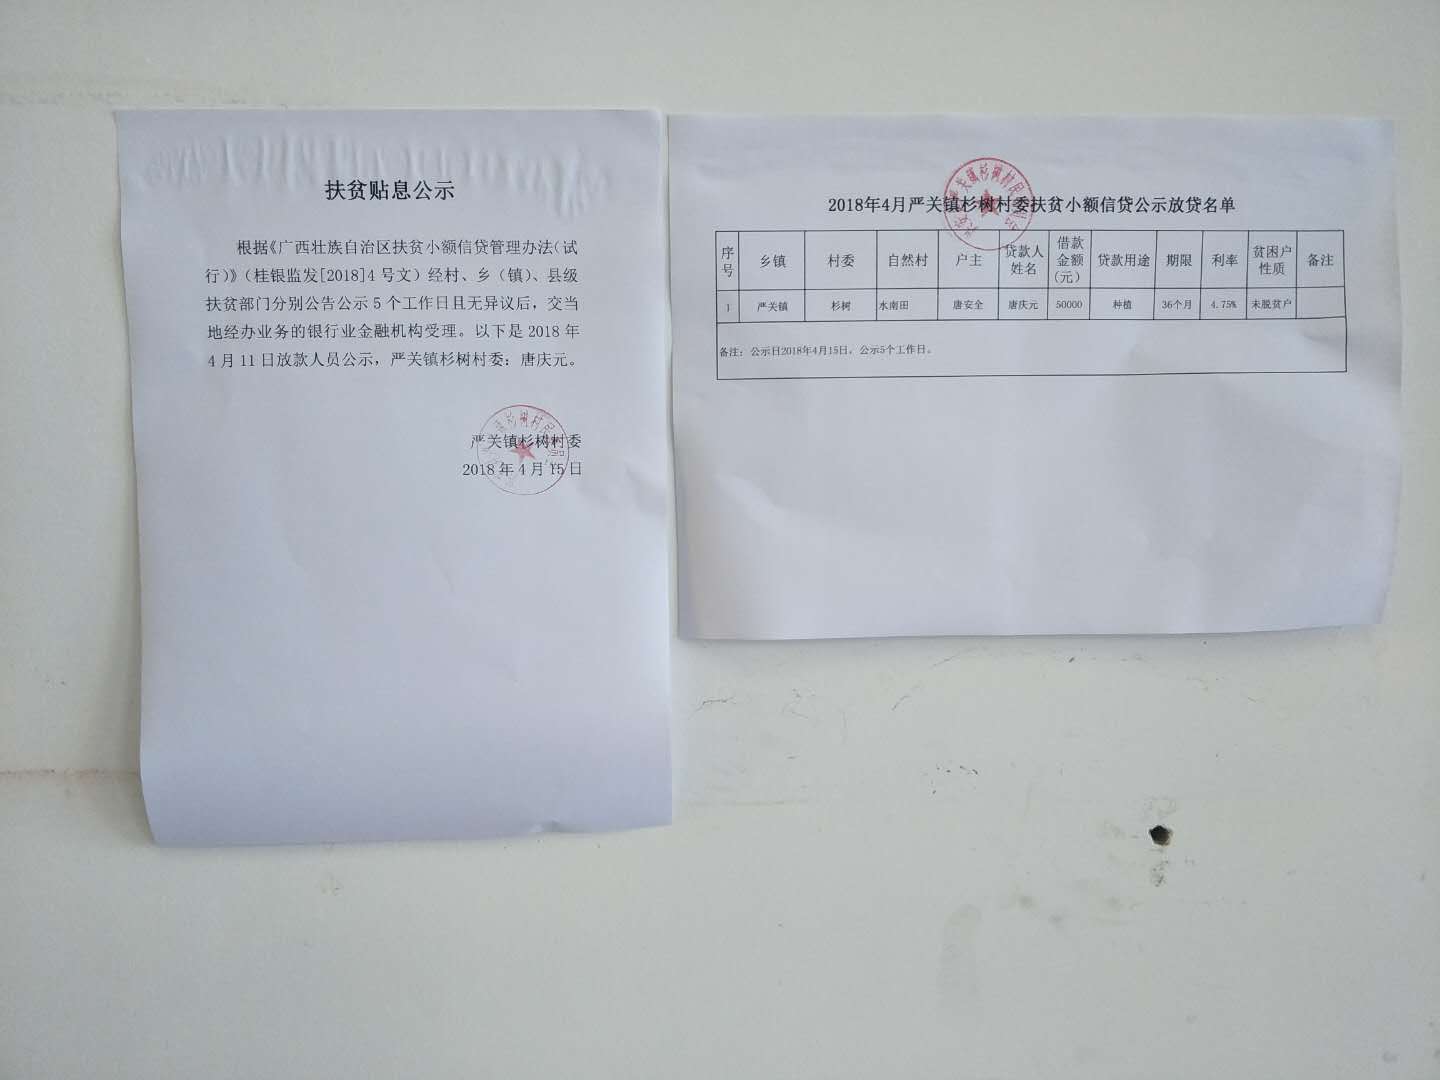 扶贫贴息公示
根据《广西壮族自治区扶贫小额信贷管理办法（试
行）》（桂银监发[2018]4号文）经村、乡（镇）、县级
扶贫部门分别公告公示5个工作日且无异议后，交当
地经办业务的银行业金融机构受理。以下是2018年
4月11日放款人员公示，严关镇杉树村委：唐庆元。
严关镇杉树村委
2018年4月15日
2018年4月严关镇杉树村委扶贫小额信贷公示放贷名单
序号 乡镇 村委 自然村 户主 贷款人姓名 借款金额（元） 贷款用途 期限 利率 贫困户性质 备注
1 严关镇 杉树 水南田 唐安全 唐庆元 50000 种植 36个月 4.75% 未脱贫户
备注：公示日2018年4月15日。公示5个工作日。